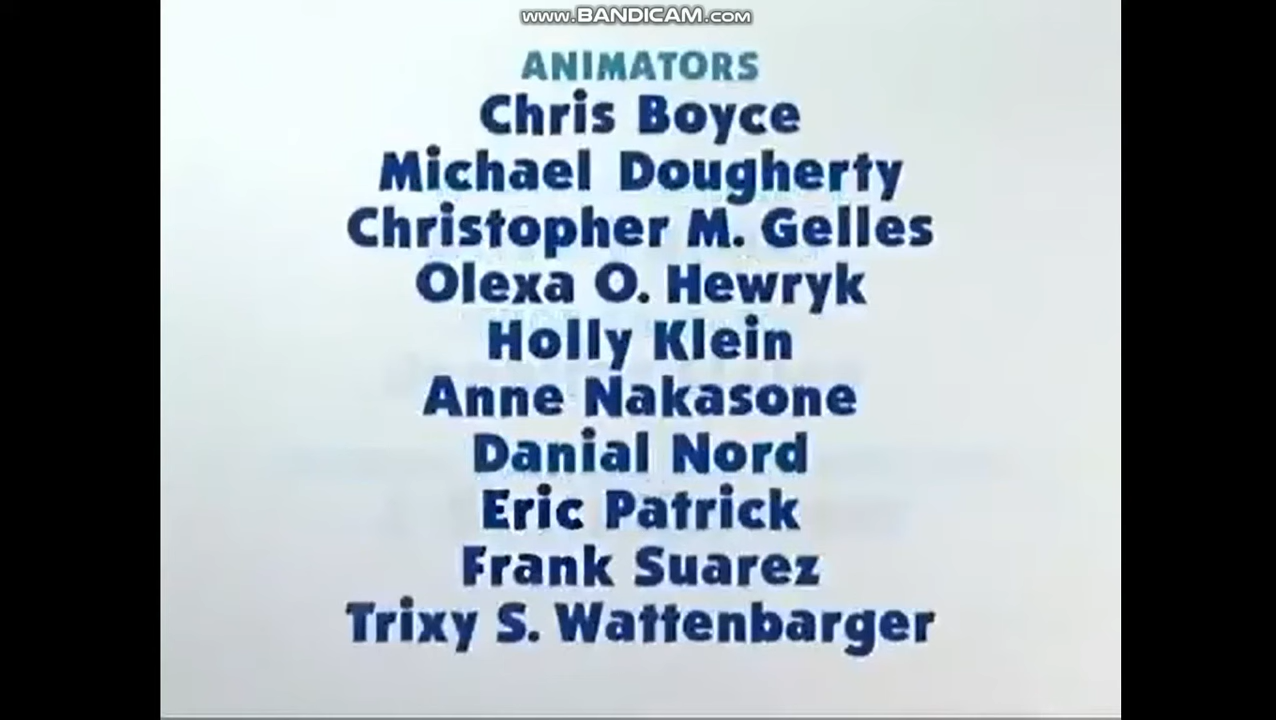 www.BANDICAM.com
ANIMATORS
Chris Boyce
Michael Dougherty
Christopher M. Gelles
Olexa O. Hewryk
Holly Klein
Anne Nakasone
Danial Nord
Eric Patrick
Frank Suarez
Trixy S. Wattenbarger